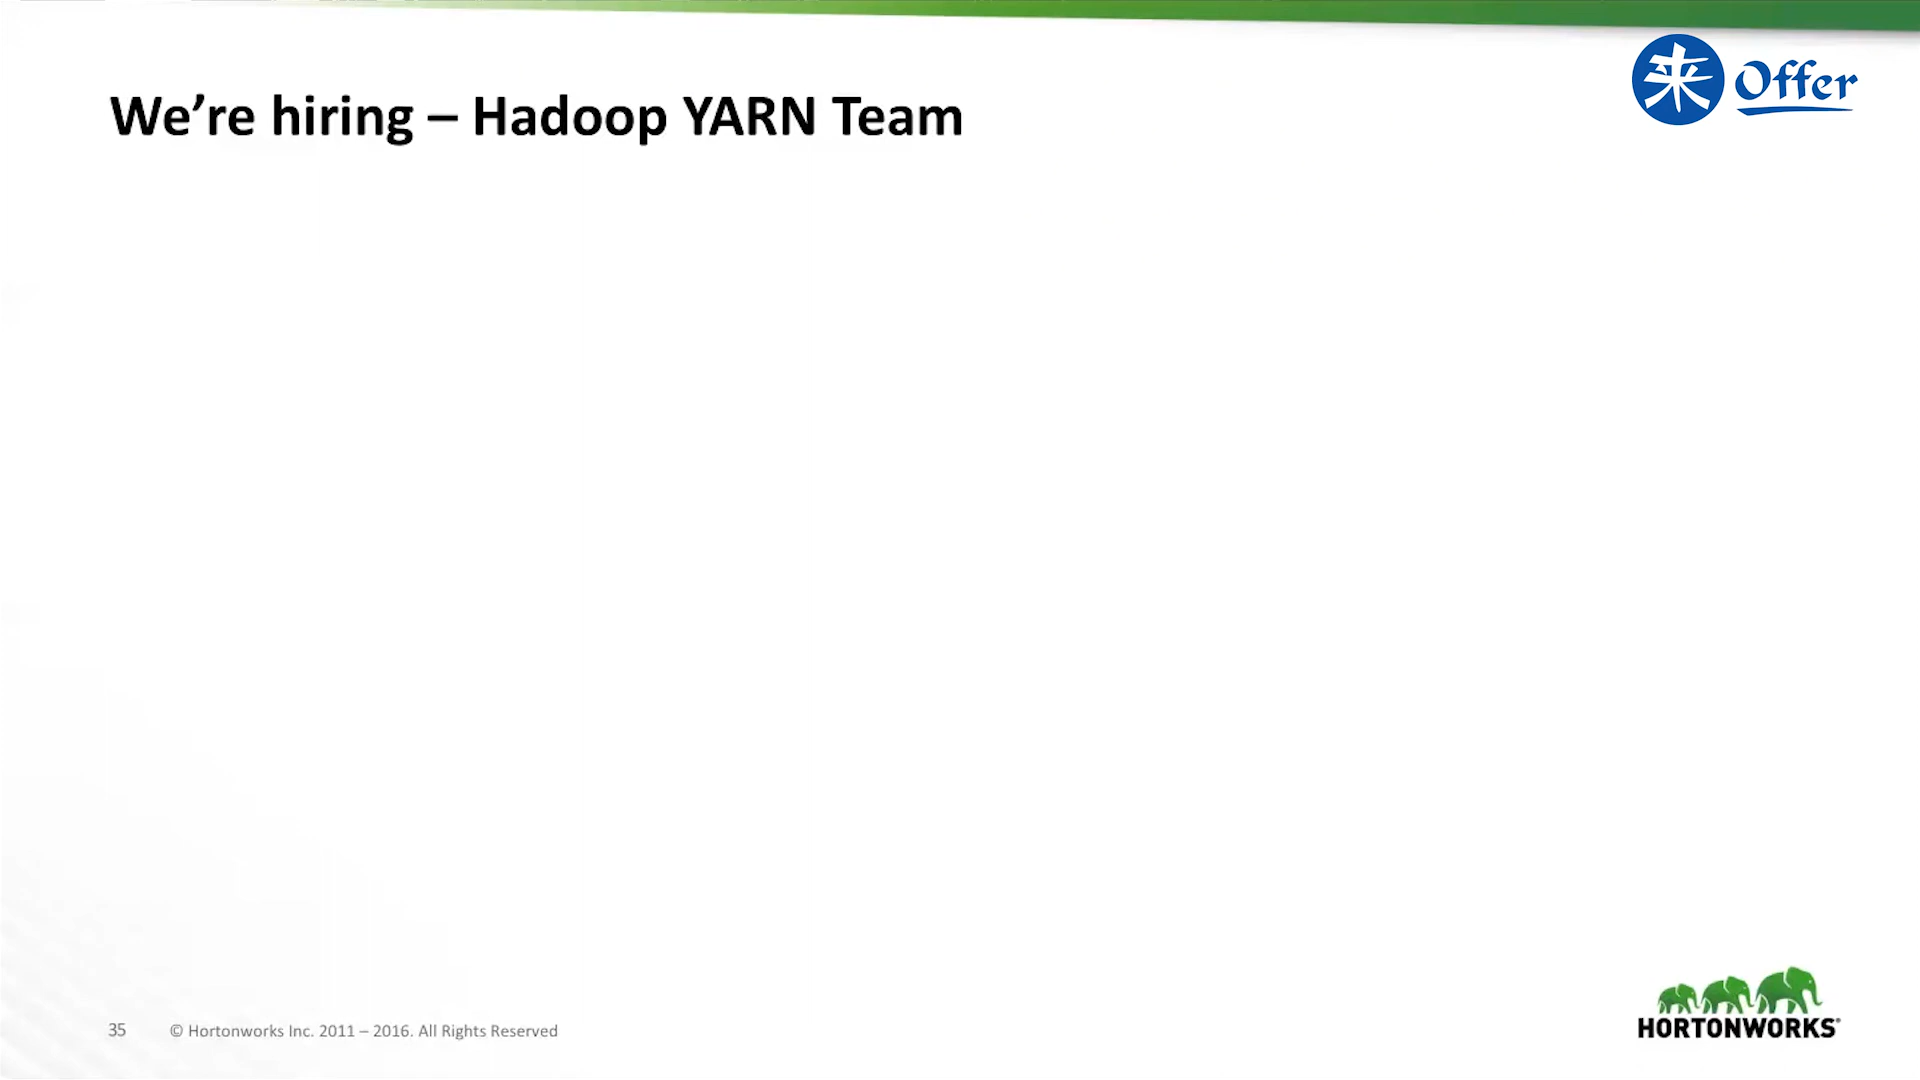 来 Offer
We're hiring – Hadoop YARN Team
HORTONWORKS®
35 © Hortonworks Inc. 2011 – 2016. All Rights Reserved